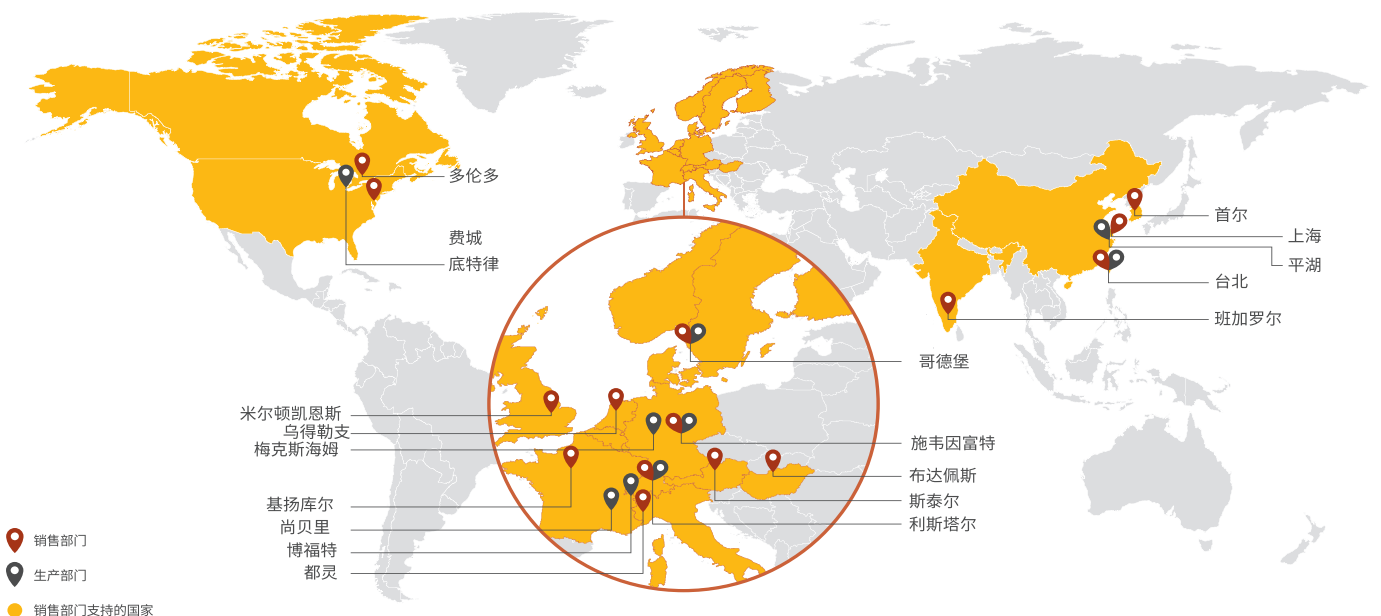 多伦多
费城
底特律
首尔
上海
平湖
台北
班加罗尔
哥德堡
米尔顿凯恩斯
乌得勒支
梅克斯海姆
施韦因富特
布达佩斯
斯泰尔
利斯塔尔
基扬库尔
尚贝里
博福特
都灵
销售部门
生产部门
销售部门支持的国家